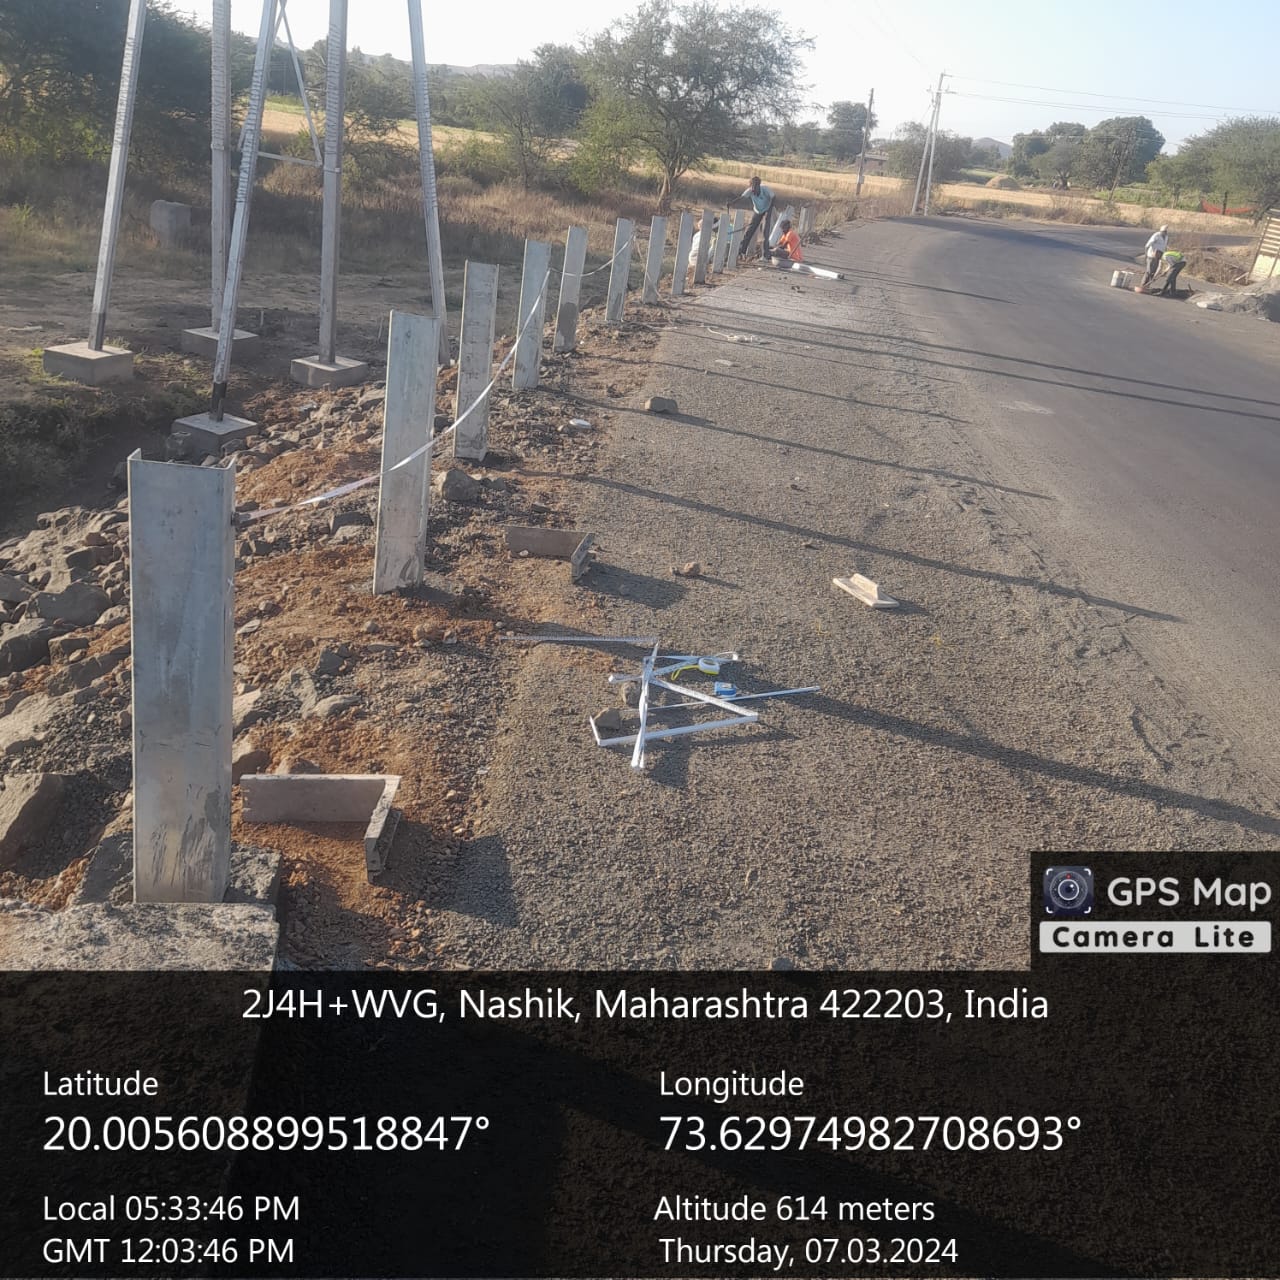 GPS Map
Camera Lite
2J4H+WVG, Nashik, Maharashtra 422203, India
Latitude
20.005608899518847°
Longitude
73.62974982708693°
Local 05:33:46 PM
GMT 12:03:46 PM
Altitude 614 meters
Thursday, 07.03.2024